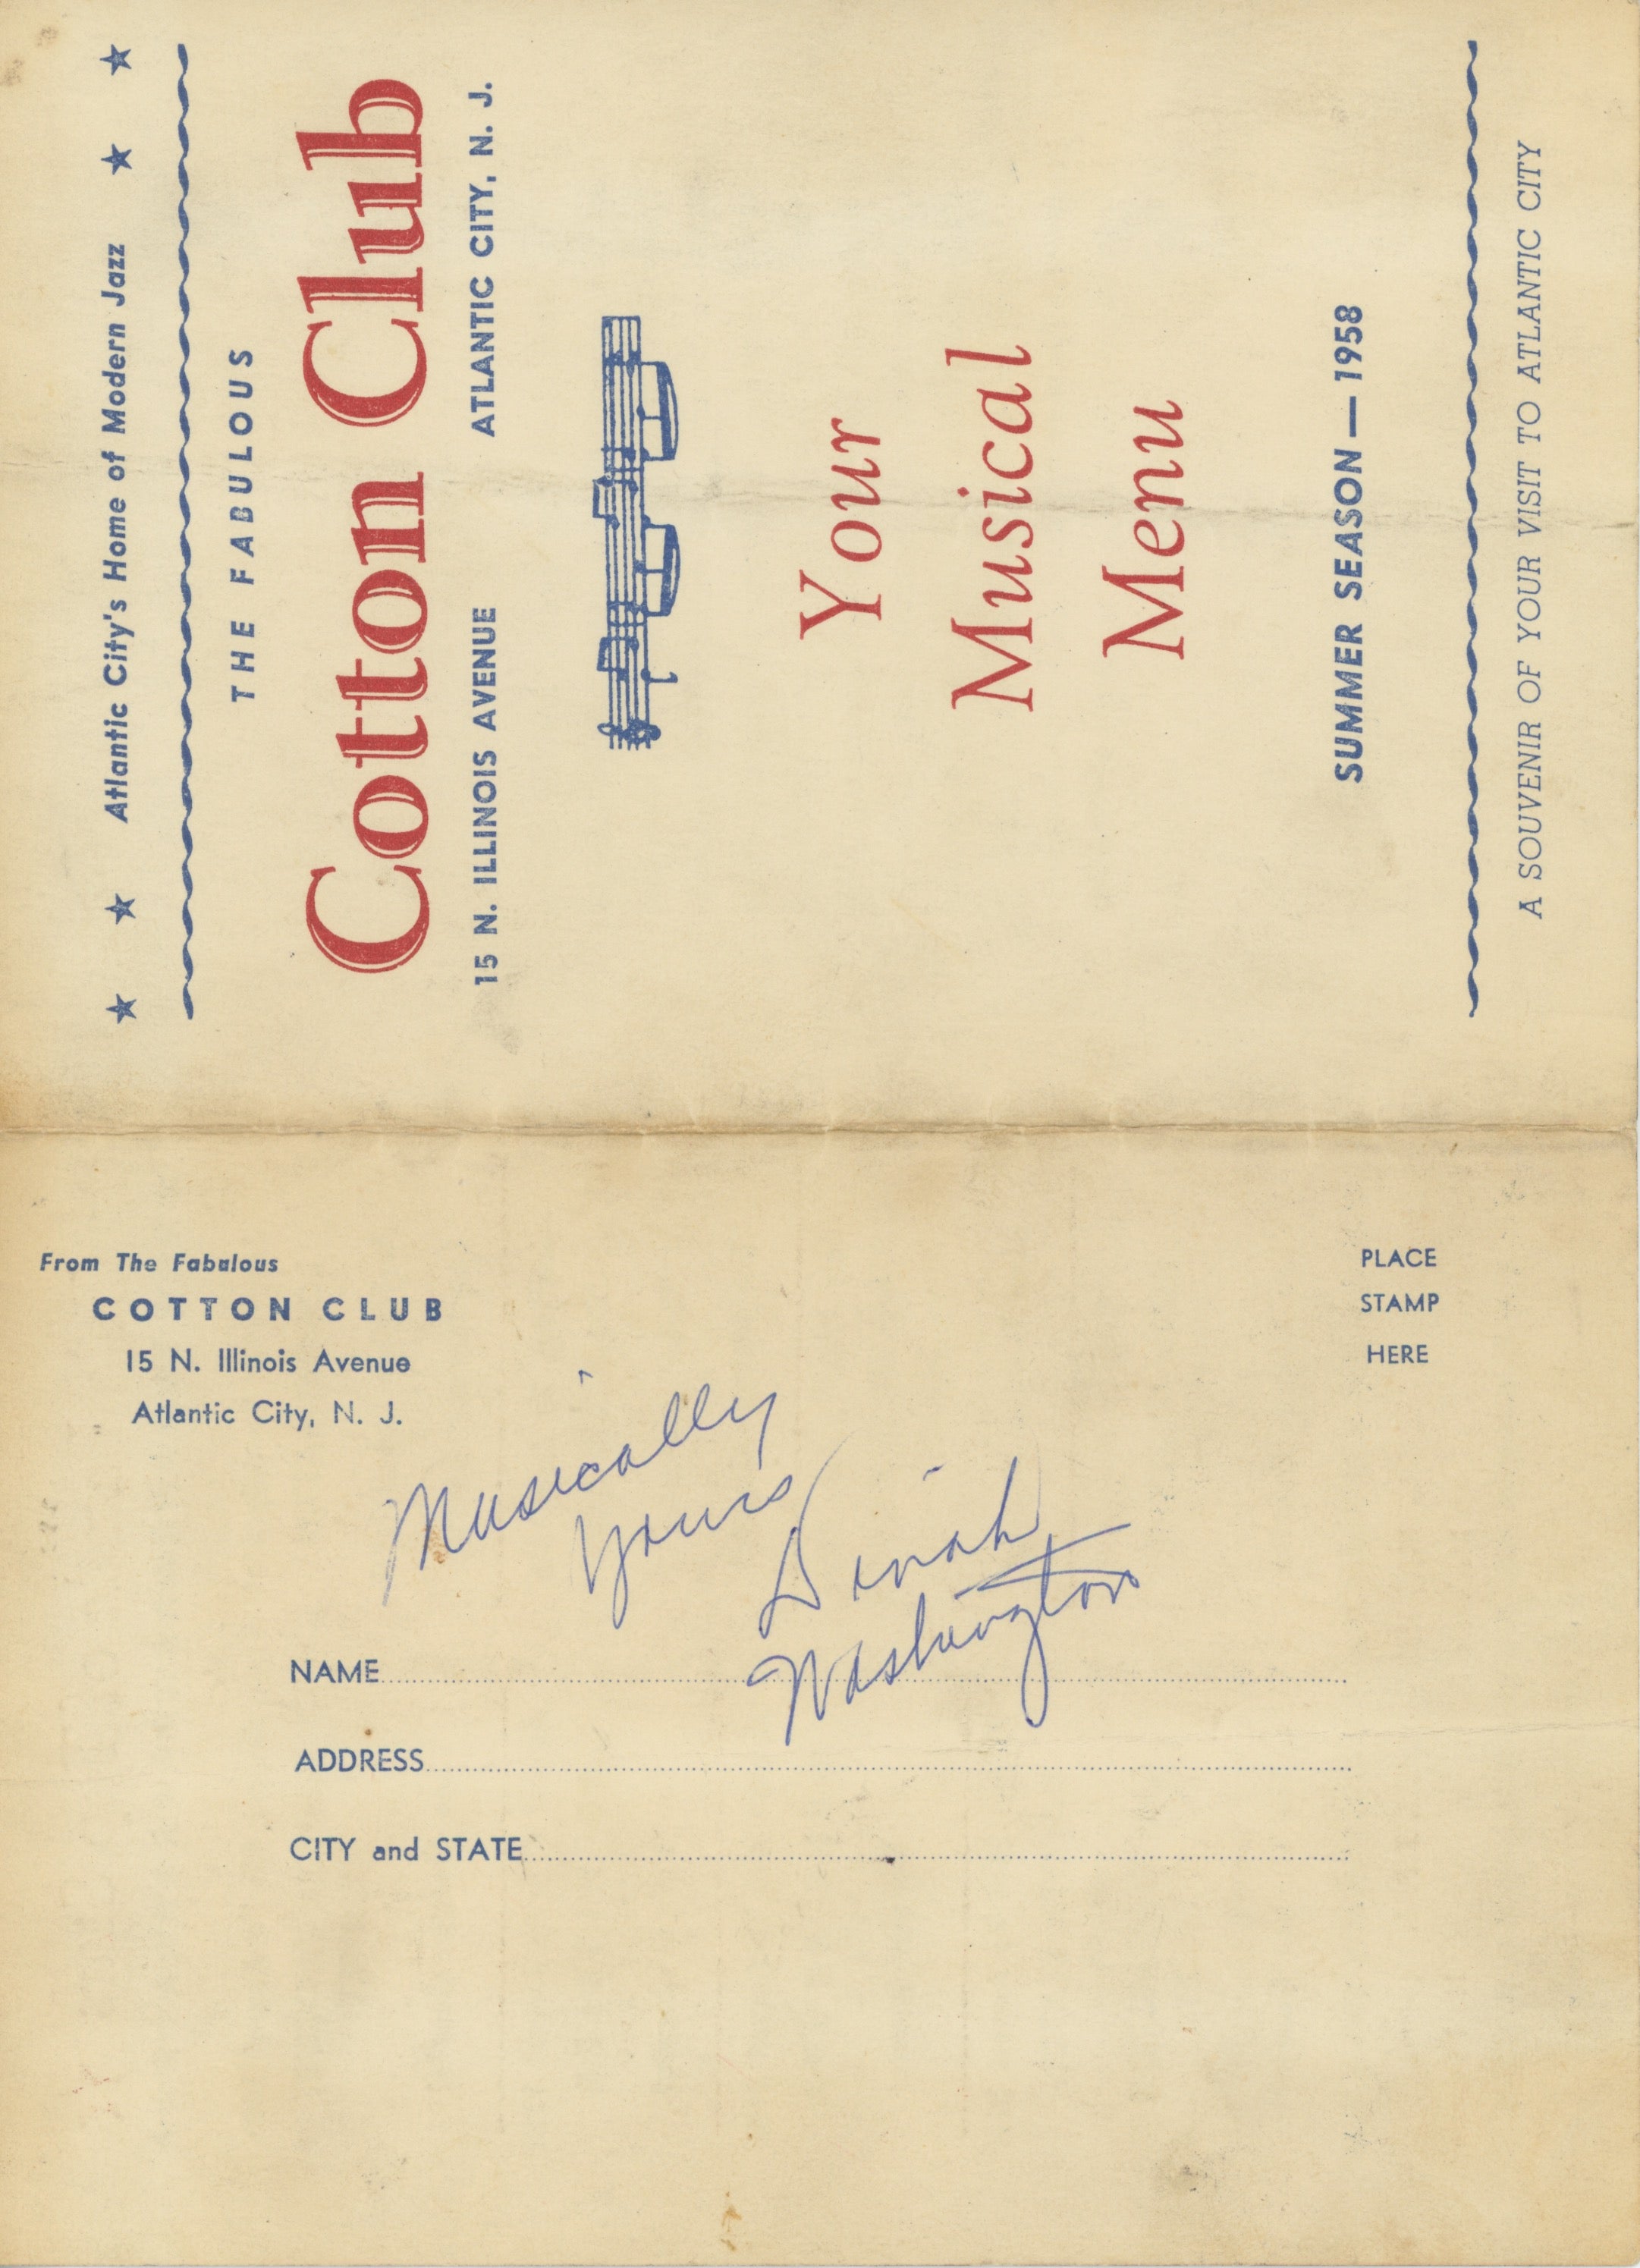 ★ ★ Atlantic City's Home of Modern Jazz ★ ★
THE FABULOUS
Cotton Club
15 N. ILLINOIS AVENUE ATLANTIC CITY, N. J.
Your
Musical
Menu
SUMMER SEASON — 1958
A SOUVENIR OF YOUR VISIT TO ATLANTIC CITY
From The Fabulous
COTTON CLUB
15 N. Illinois Avenue
Atlantic City, N. J.
PLACE
STAMP
HERE
Musically
Yours
Dinah
Washington
NAME
ADDRESS
CITY and STATE